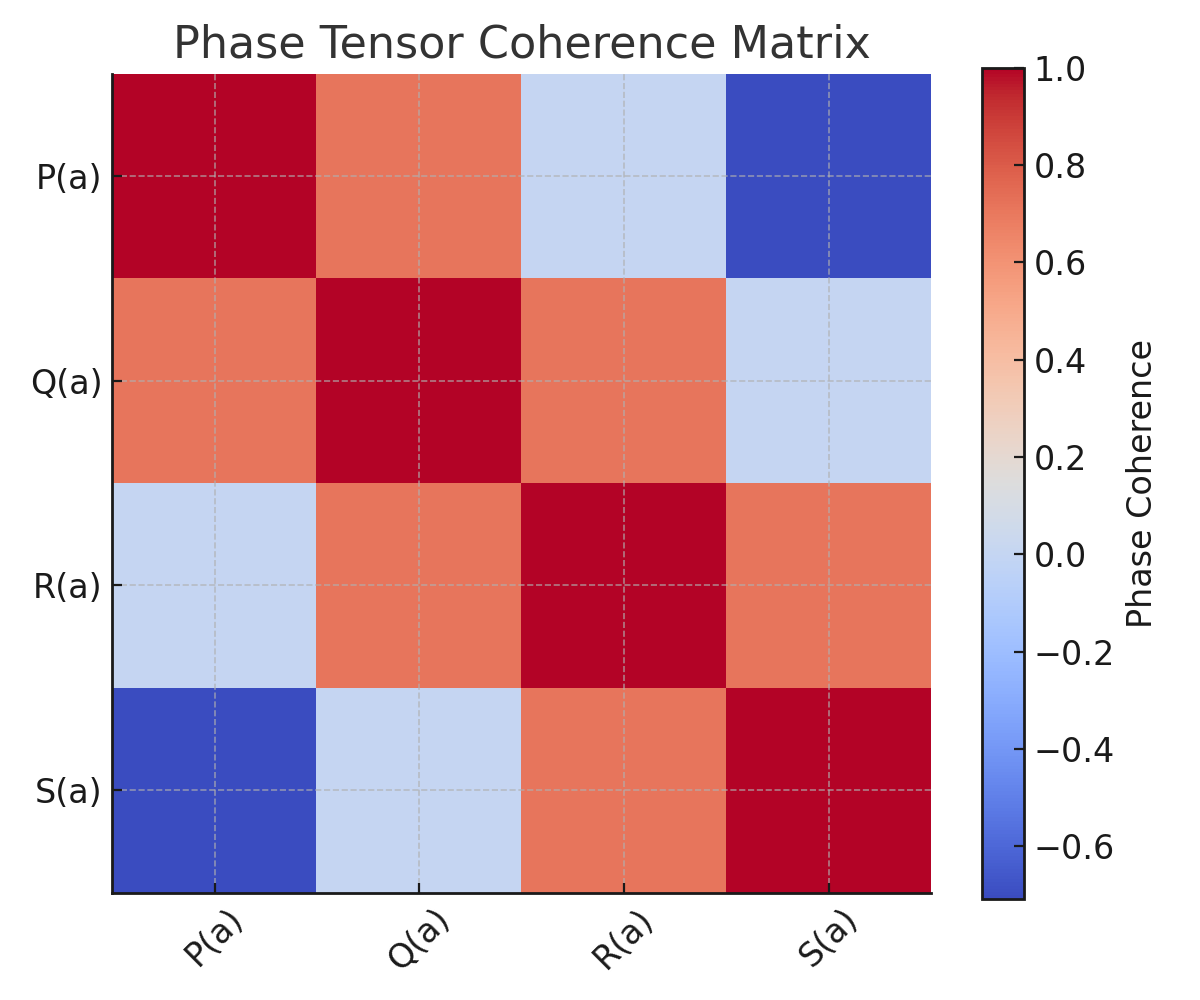 Phase Tensor Coherence Matrix
P(a)
Q(a)
R(a)
S(a)
P(a)
Q(a)
R(a)
S(a)
1.0
0.8
0.6
0.4
0.2
0.0
−0.2
−0.4
−0.6
Phase Coherence